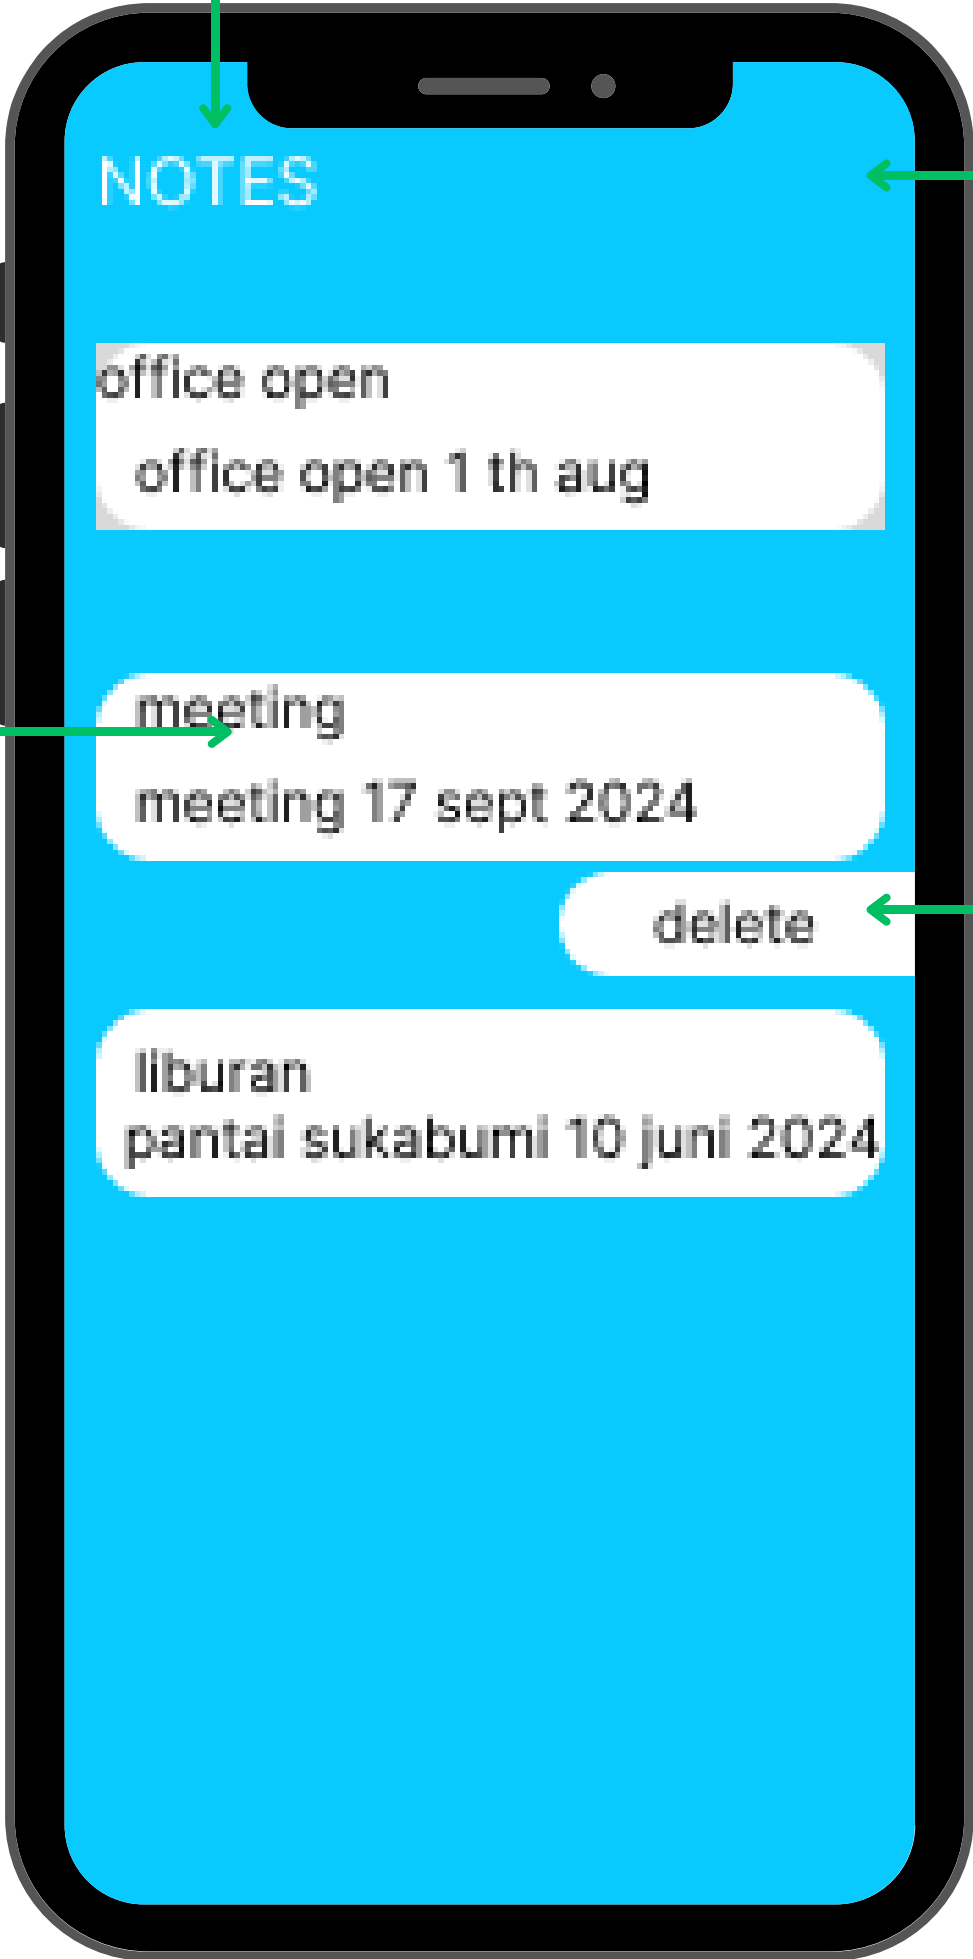 NOTES
office open
office open 1 th aug
meeting
meeting 17 sept 2024
delete
liburan
pantai sukabumi 10 juni 2024